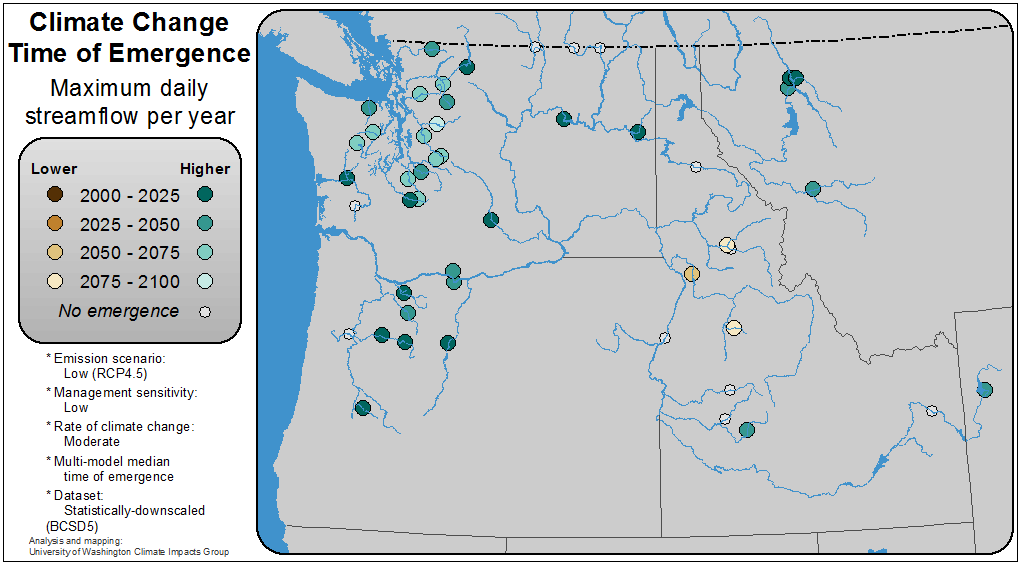 Climate Change
Time of Emergence
Maximum daily
streamflow per year
Lower Higher
2000 - 2025
2025 - 2050
2050 - 2075
2075 - 2100
No emergence
* Emission scenario:
Low (RCP4.5)
* Management sensitivity:
Low
* Rate of climate change:
Moderate
* Multi-model median
time of emergence
* Dataset:
Statistically-downscaled
(BCSD5)
Analysis and mapping:
University of Washington Climate Impacts Group